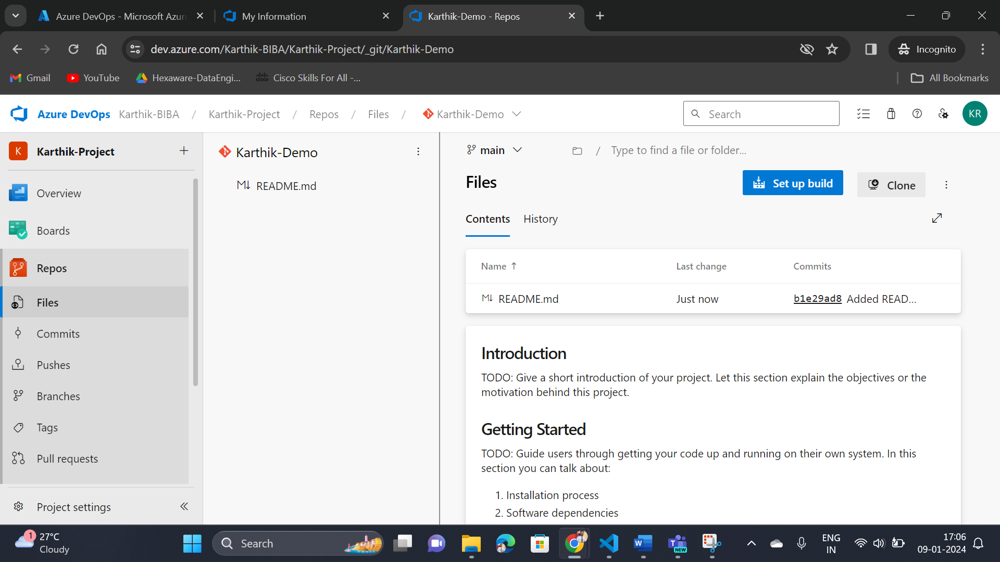 Azure DevOps - Microsoft Azure
My Information
Karthik-Demo - Repos
dev.azure.com/Karthik-BIBA/Karthik-Project/_git/Karthik-Demo
Incognito
Gmail
YouTube
Hexaware-DataEngi...
Cisco Skills For All -...
All Bookmarks
Azure DevOps Karthik-BIBA / Karthik-Project / Repos / Files / Karthik-Demo
Search
KR
K Karthik-Project +
Overview
Boards
Repos
Files
Commits
Pushes
Branches
Tags
Pull requests
Project settings
Karthik-Demo
README.md
main
/ Type to find a file or folder...
Files
Set up build
Clone
Contents History
Name ↑ Last change Commits
README.md Just now b1e29ad8 Added READ...
Introduction
TODO: Give a short introduction of your project. Let this section explain the objectives or the
motivation behind this project.
Getting Started
TODO: Guide users through getting your code up and running on their own system. In this
section you can talk about:
1. Installation process
2. Software dependencies
1
27°C
Cloudy
Search
NEW
ENG
IN
17:06
09-01-2024